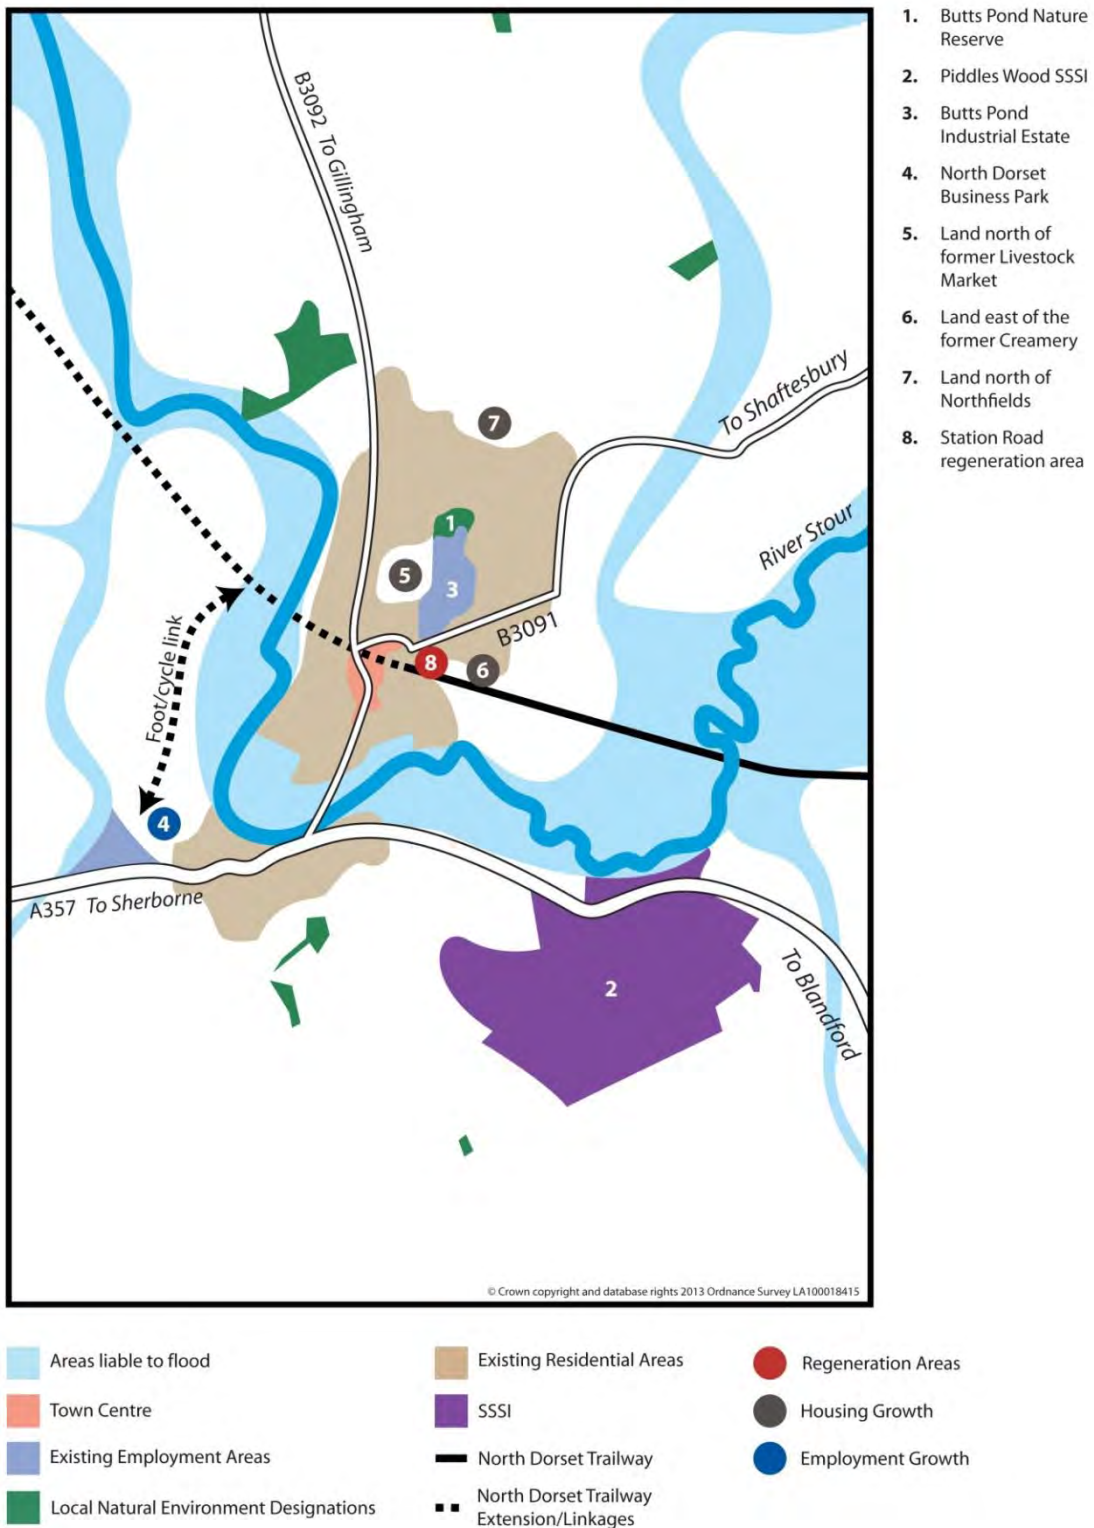 B3092 To Gillingham
To Shaftesbury
River Stour
B3091
Foot/cycle link
A357 To Sherborne
To Blandford
1
2
3
4
5
6
7
8
© Crown copyright and database rights 2013 Ordnance Survey LA100018415
1. Butts Pond Nature
Reserve
2. Piddles Wood SSSI
3. Butts Pond
Industrial Estate
4. North Dorset
Business Park
5. Land north of
former Livestock
Market
6. Land east of the
former Creamery
7. Land north of
Northfields
8. Station Road
regeneration area
Areas liable to flood
Town Centre
Existing Employment Areas
Local Natural Environment Designations
Existing Residential Areas
SSSI
North Dorset Trailway
North Dorset Trailway
Extension/Linkages
Regeneration Areas
Housing Growth
Employment Growth